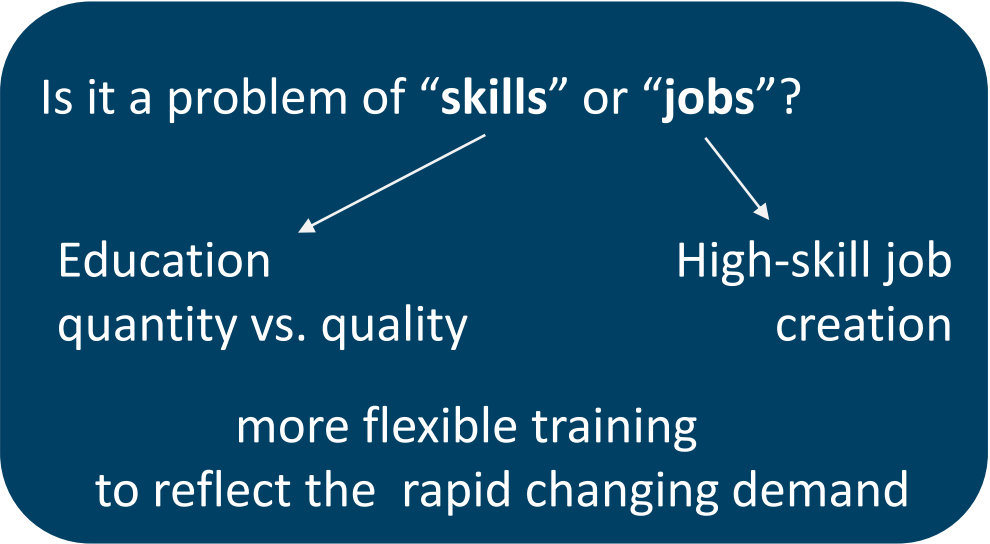 Is it a problem of “skills” or “jobs”?
Education
quantity vs. quality
High-skill job
creation
more flexible training
to reflect the  rapid changing demand